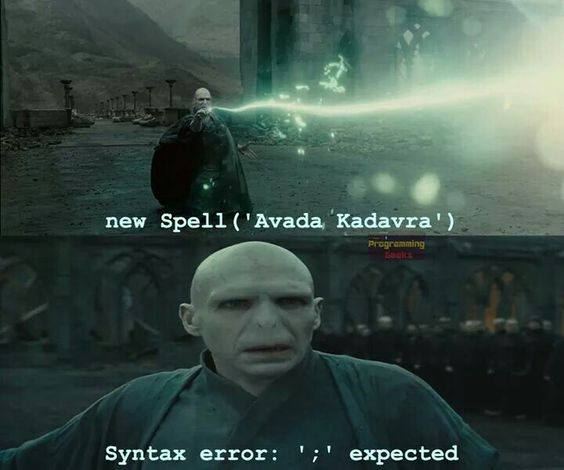 new Spell('Avada Kadavra')
Programming
Geeks
Syntax error: ';' expected